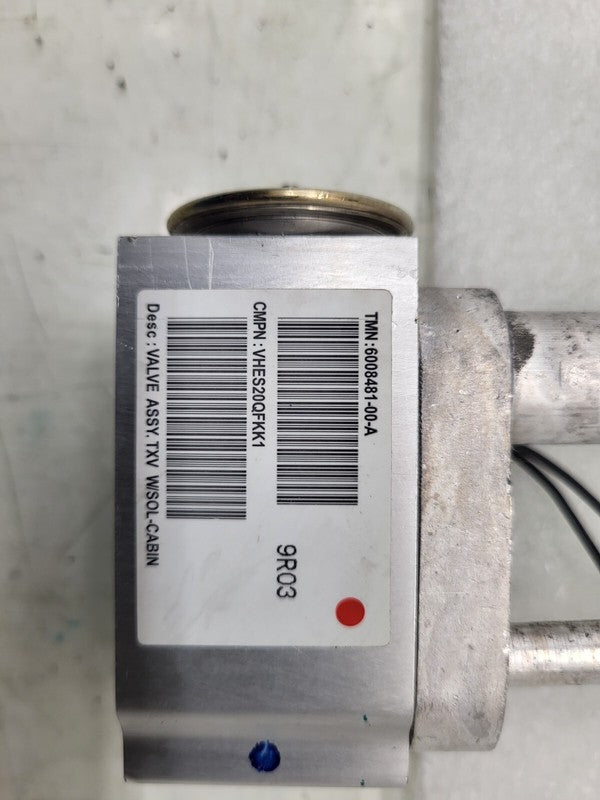 TMN:6008481-00-A
CMPN:VHES20QFKK1
9R03
Desc :VALVE ASSY. TXV W/SOL-CABIN